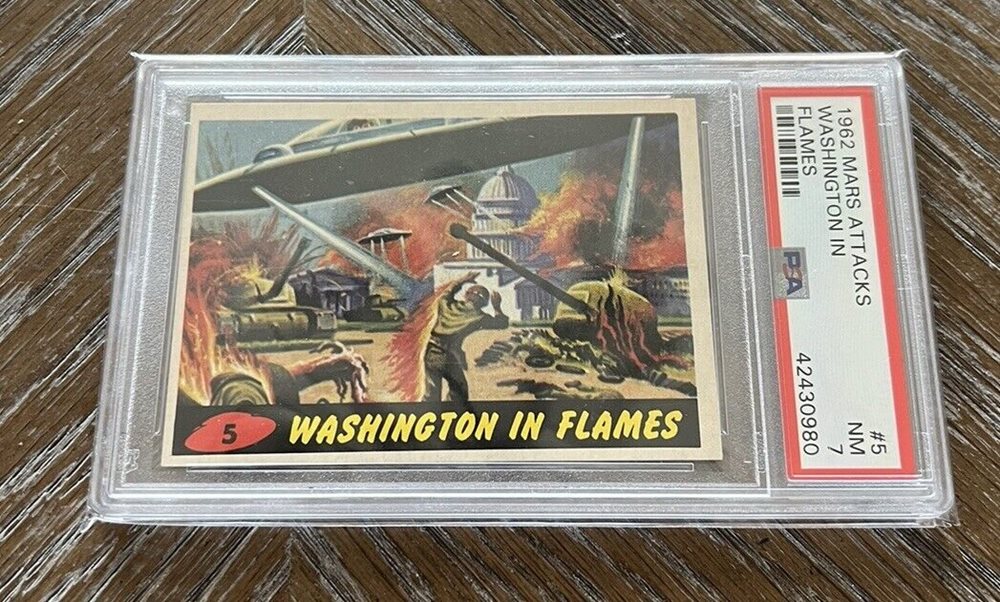 5 WASHINGTON IN FLAMES
1962 MARS ATTACKS #5
WASHINGTON IN NM
FLAMES 7
PSA 42430980